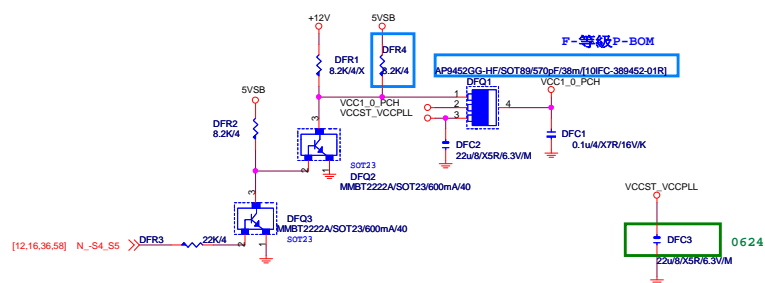 F-等級P-BOM
+12V
5VSB
DFR1
8.2K/4/X
DFR4
8.2K/4
AP9452GG-HF/SOT89/570pF/38m/[10IFC-389452-01R]
DFQ1
VCC1_0_PCH
5VSB
VCC1_0_PCH
VCCST_VCCPLL
1
2
3
4
DFR2
8.2K/4
DFC1
0.1u/4/X7R/16V/K
DFC2
22u/8/X5R/6.3V/M
3
2
1
SOT23
DFQ2
MMBT2222A/SOT23/600mA/40
VCCST_VCCPLL
3
2
1
DFQ3
MMBT2222A/SOT23/600mA/40
SOT23
[12,16,36,58] N_-S4_S5
DFR3
22K/4
DFC3
22u/8/X5R/6.3V/M
0624